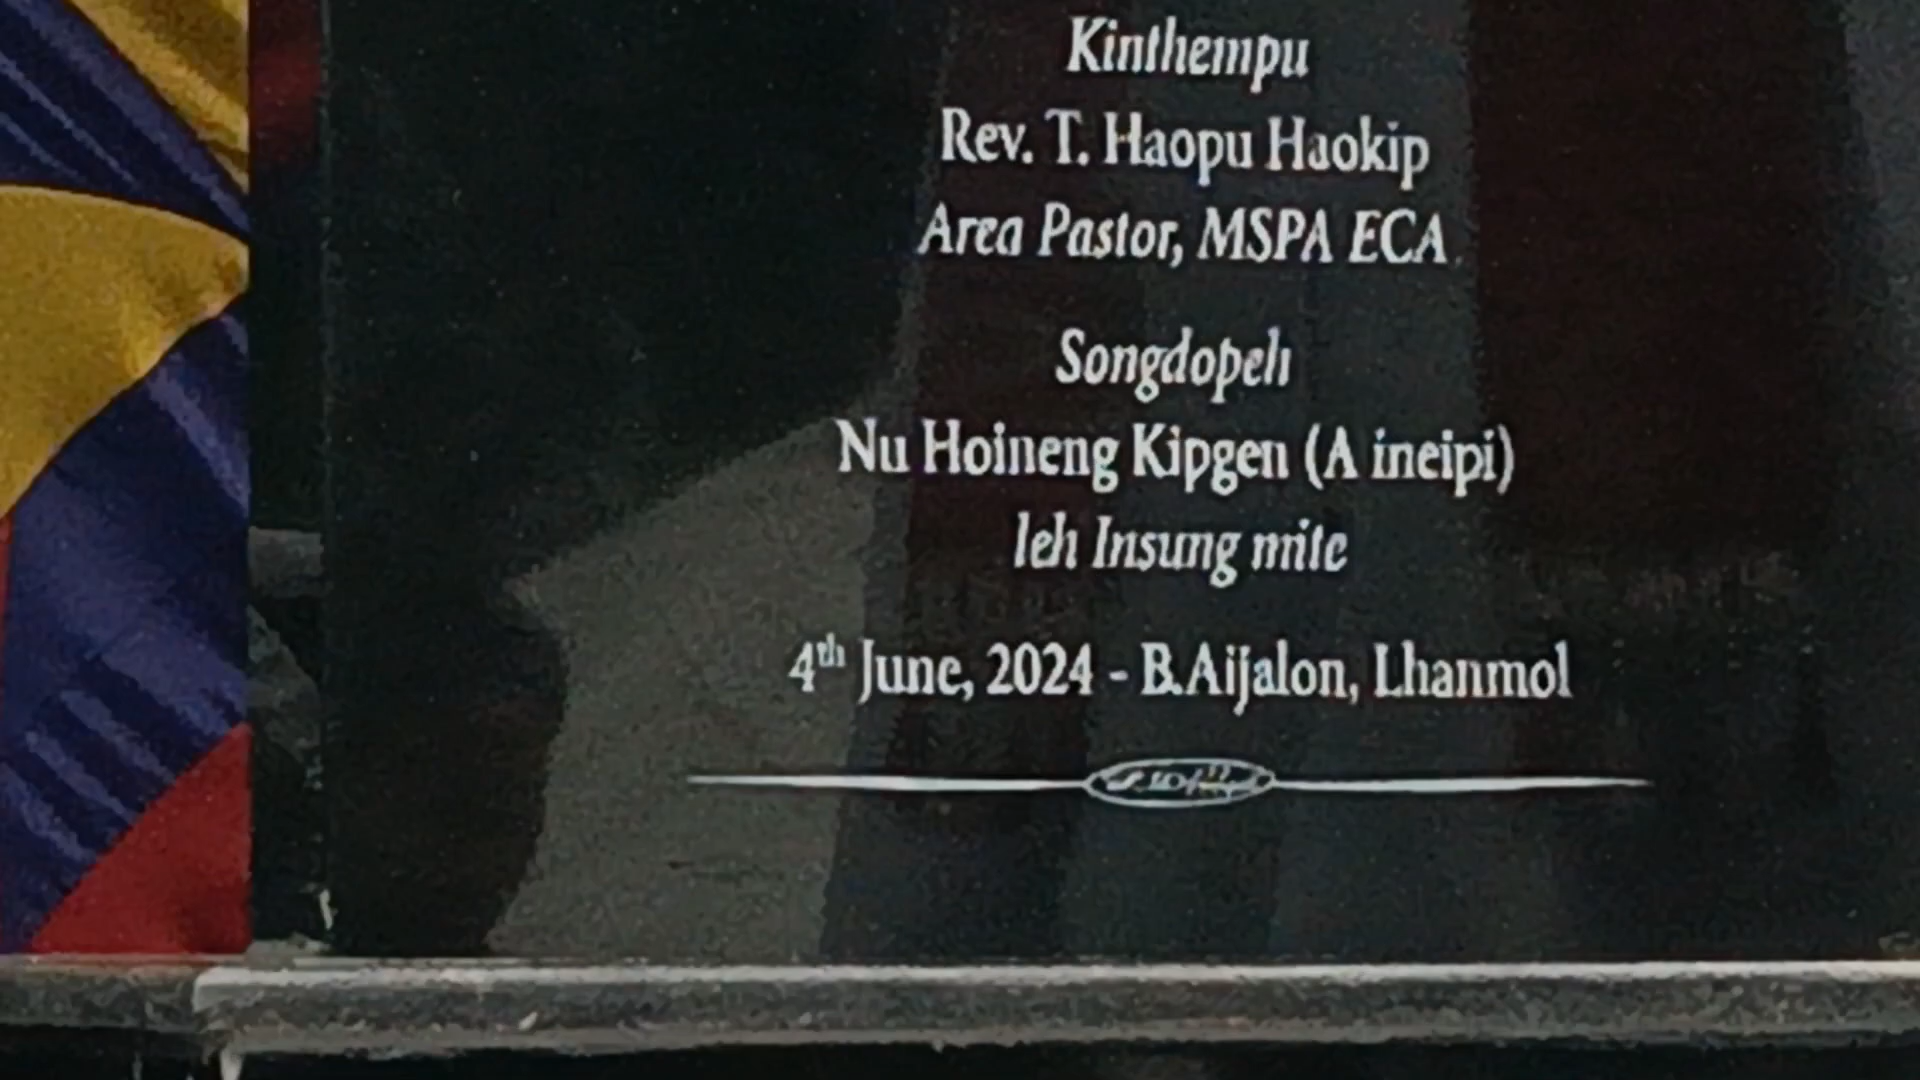 Kinthempu
Rev. T. Haopu Haokip
Area Pastor, MSPA ECA
Songdopeh
Nu Hoineng Kipgen (A ineipi)
leh Insung mite
4th June, 2024 - B.Aijalon, Lhanmol